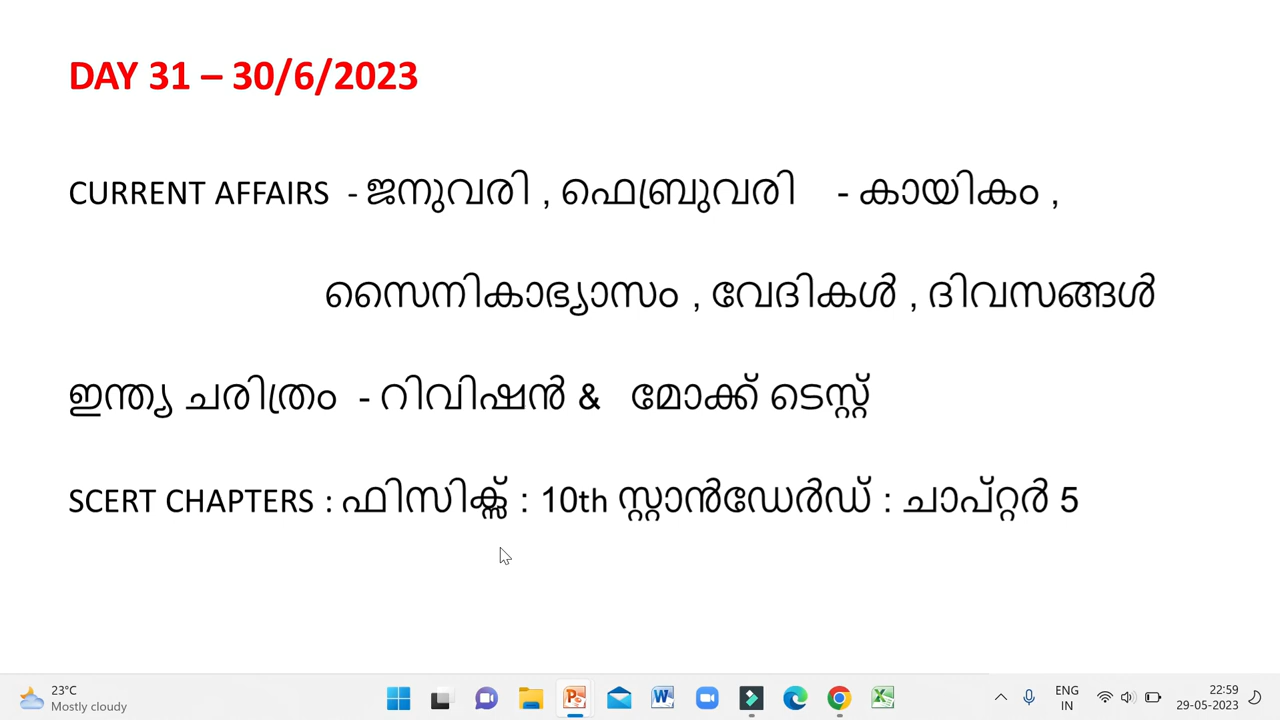 DAY 31 – 30/6/2023
CURRENT AFFAIRS - ജനുവരി , ഫെബ്രുവരി - കായികം ,
സൈനികാഭ്യാസം , വേദികൾ , ദിവസങ്ങൾ
ഇന്ത്യ ചരിത്രം - റിവിഷൻ & മോക്ക് ടെസ്റ്റ്
SCERT CHAPTERS : ഫിസിക്സ് : 10th സ്റ്റാൻഡേർഡ് : ചാപ്റ്റർ 5
23°C
Mostly cloudy
ENG
IN
22:59
29-05-2023